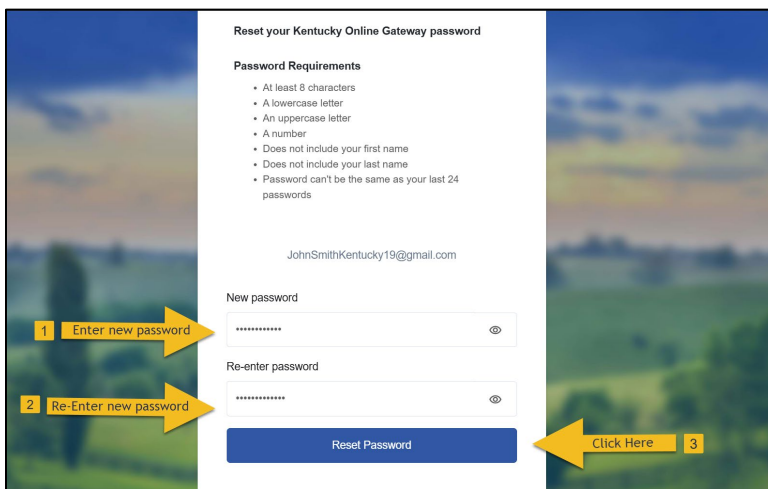 Reset your Kentucky Online Gateway password
Password Requirements
• At least 8 characters
• A lowercase letter
• An uppercase letter
• A number
• Does not include your first name
• Does not include your last name
• Password can't be the same as your last 24
passwords
JohnSmithKentucky19@gmail.com
New password
1 Enter new password
••••••••••••
Re-enter password
2 Re-Enter new password
•••••••••••••
Reset Password
Click Here 3